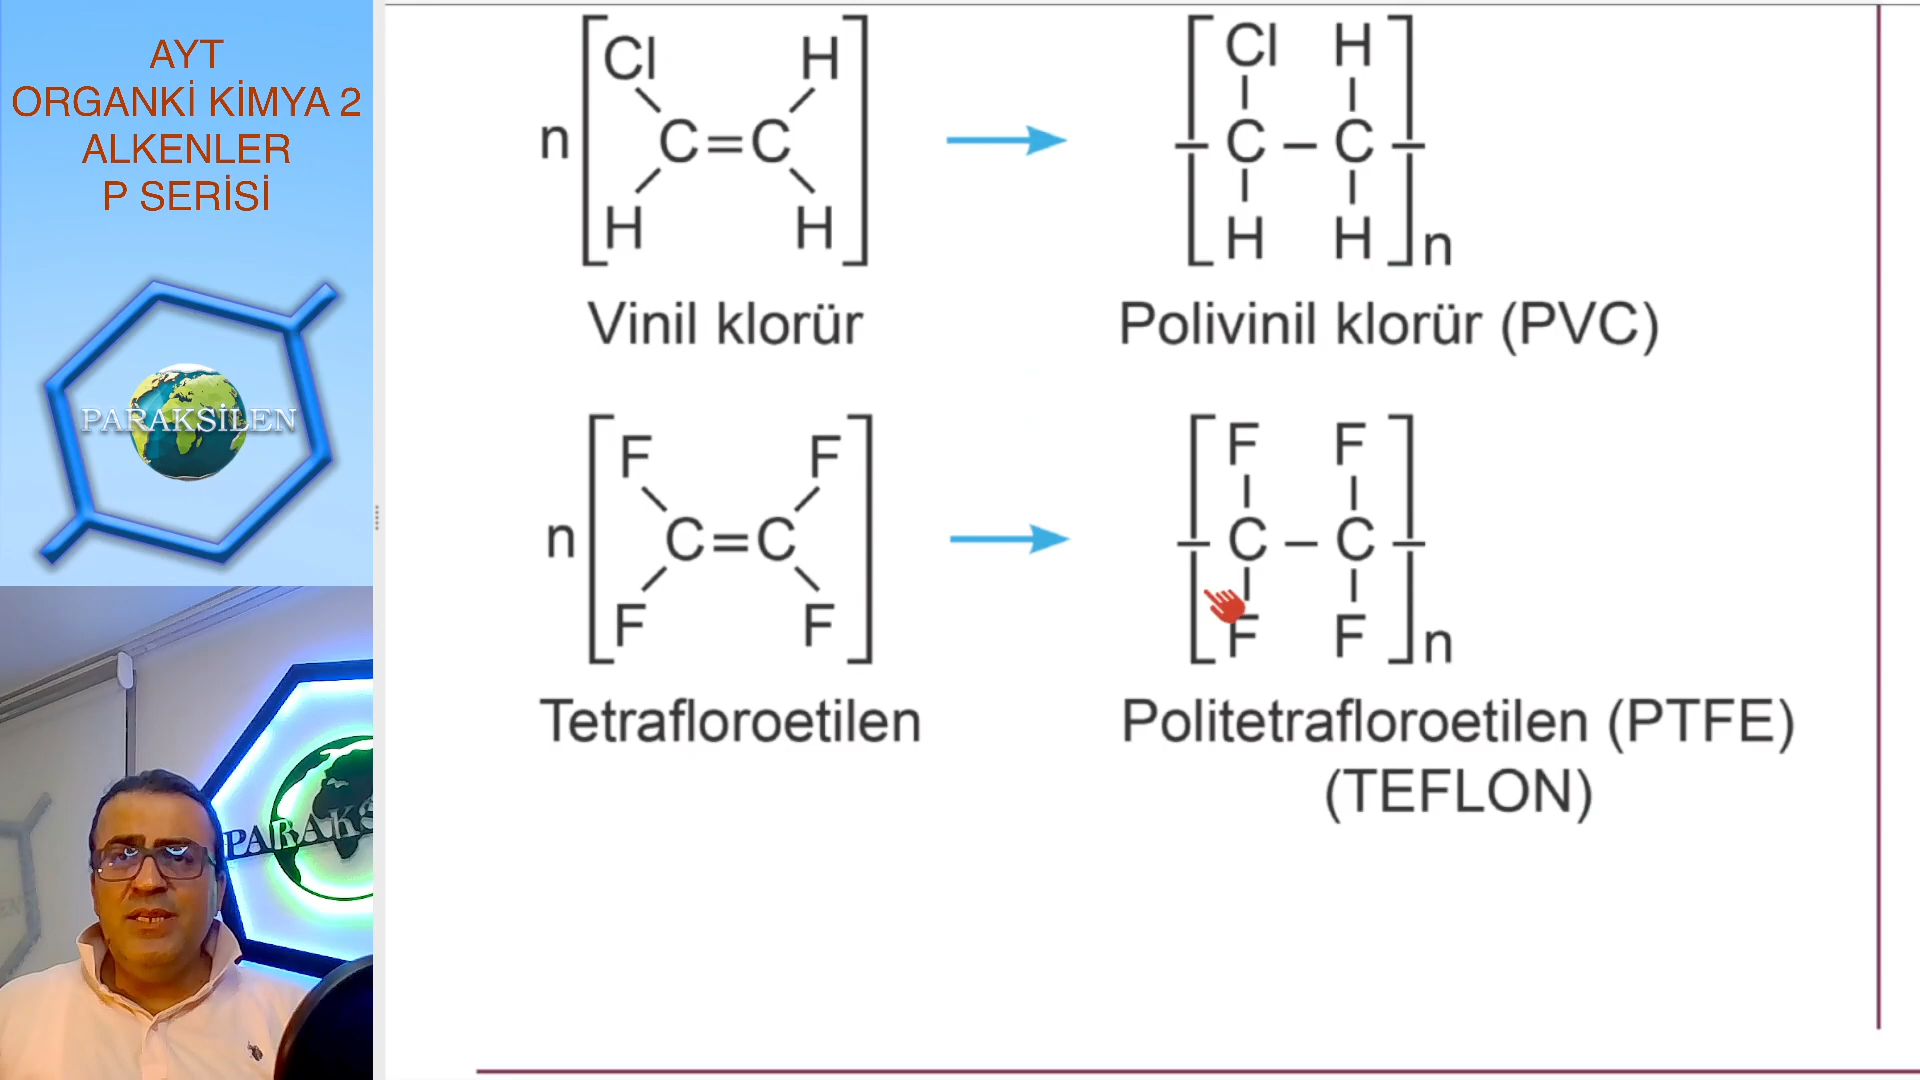 AYT
ORGANKİ KİMYA 2
ALKENLER
P SERİSİ
PARAKSİLEN
PARAKS
n
Cl H
C=C
H H
Cl H
C – C
H H
n
Vinil klorür
Polivinil klorür (PVC)
n
F F
C=C
F F
F F
C – C
F F
n
Tetrafloroetilen
Politetrafloroetilen (PTFE)
(TEFLON)